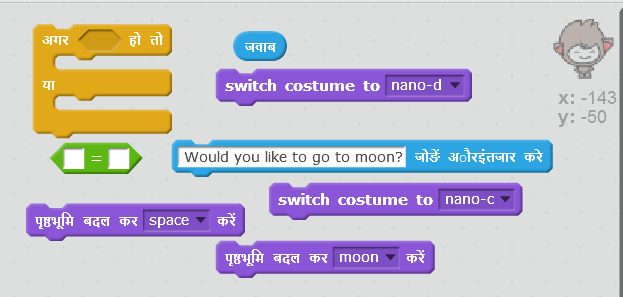 अगर हो तो
या
जवाब
switch costume to nano-d
x: -143
y: -50
=
Would you like to go to moon? जोडें औरइंतजार करे
switch costume to nano-c
पृष्ठभूमि बदल कर space करें
पृष्ठभूमि बदल कर moon करें